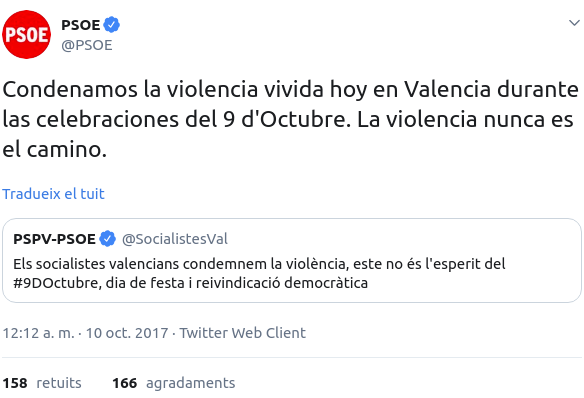 PSOE
PSOE
@PSOE
Condenamos la violencia vivida hoy en Valencia durante
las celebraciones del 9 d'Octubre. La violencia nunca es
el camino.
Tradueix el tuit
PSPV-PSOE @SocialistesVal
Els socialistes valencians condemnem la violència, este no és l'esperit del
#9DOctubre, dia de festa i reivindicació democràtica
12:12 a. m. · 10 oct. 2017 · Twitter Web Client
158 retuits 166 agradaments